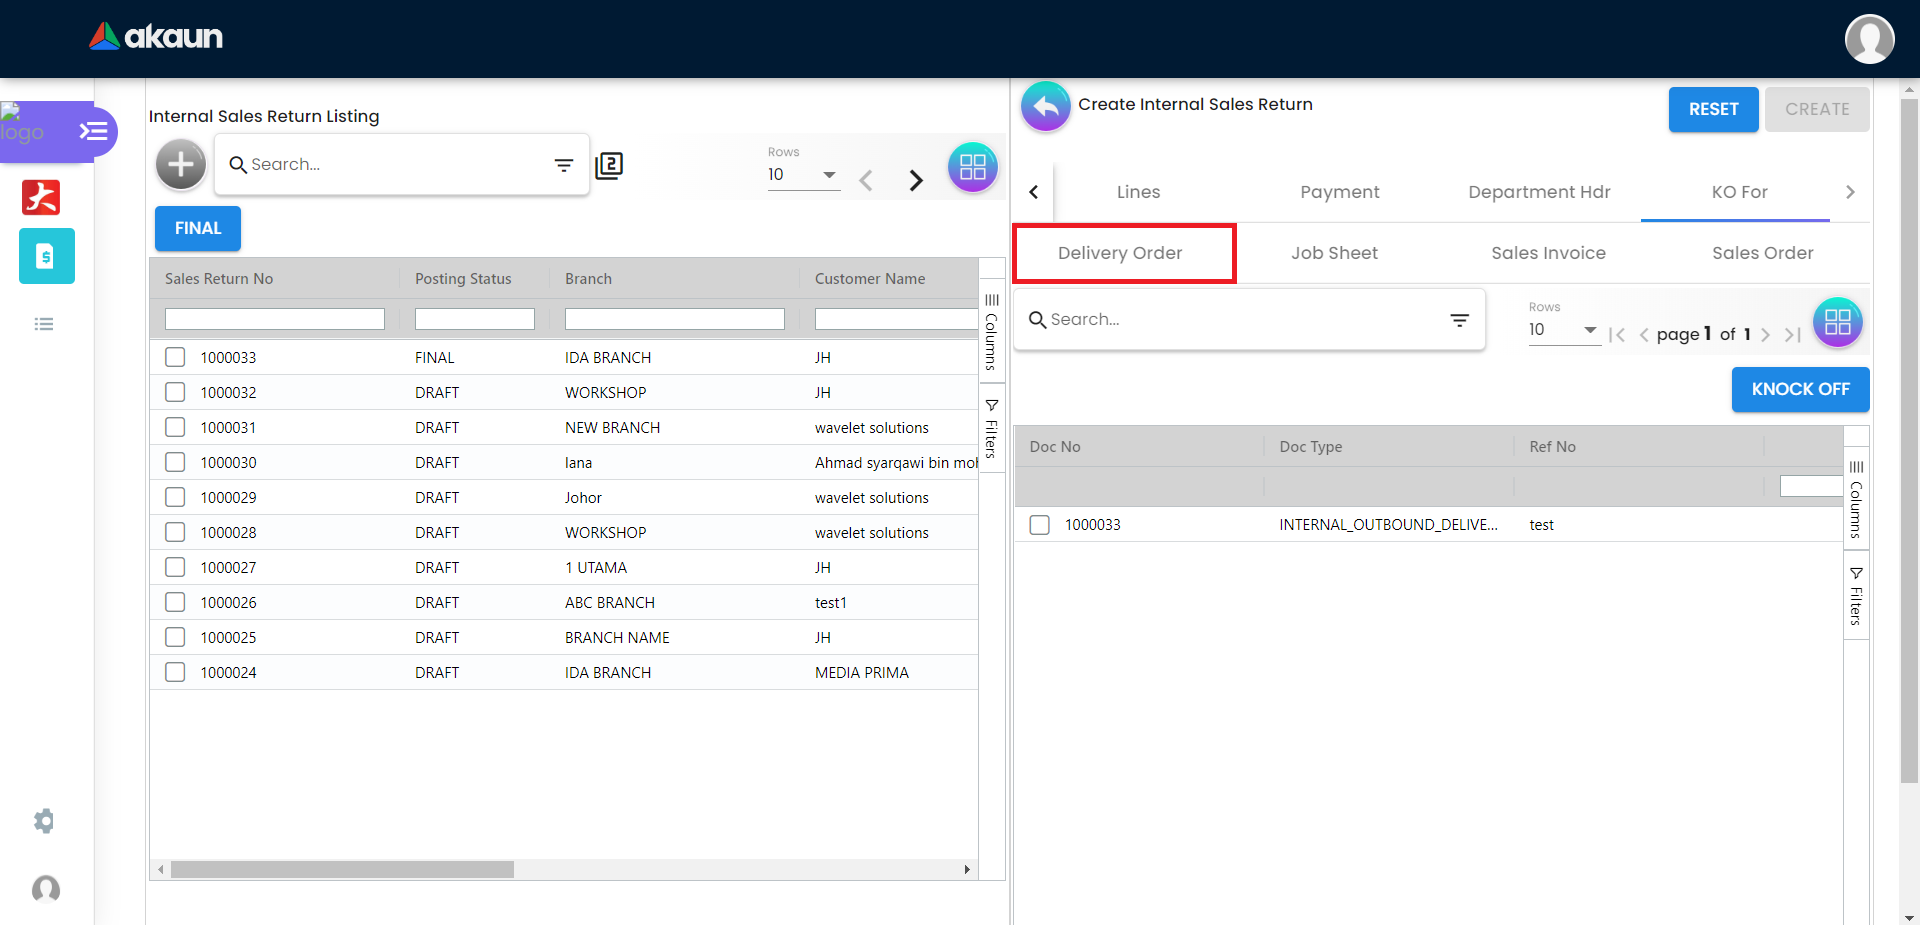 akaun
logo
Internal Sales Return Listing
Search...
2
Rows
10
FINAL
Sales Return No Posting Status Branch Customer Name
1000033 FINAL IDA BRANCH JH
1000032 DRAFT WORKSHOP JH
1000031 DRAFT NEW BRANCH wavelet solutions
1000030 DRAFT Iana Ahmad syarqawi bin moh
1000029 DRAFT Johor wavelet solutions
1000028 DRAFT WORKSHOP wavelet solutions
1000027 DRAFT 1 UTAMA JH
1000026 DRAFT ABC BRANCH test1
1000025 DRAFT BRANCH NAME JH
1000024 DRAFT IDA BRANCH MEDIA PRIMA
Columns
Filters
Create Internal Sales Return
RESET
CREATE
Lines Payment Department Hdr KO For
Delivery Order Job Sheet Sales Invoice Sales Order
Search...
Rows
10
page 1 of 1
KNOCK OFF
Doc No Doc Type Ref No
1000033 INTERNAL_OUTBOUND_DELIVE... test
Columns
Filters